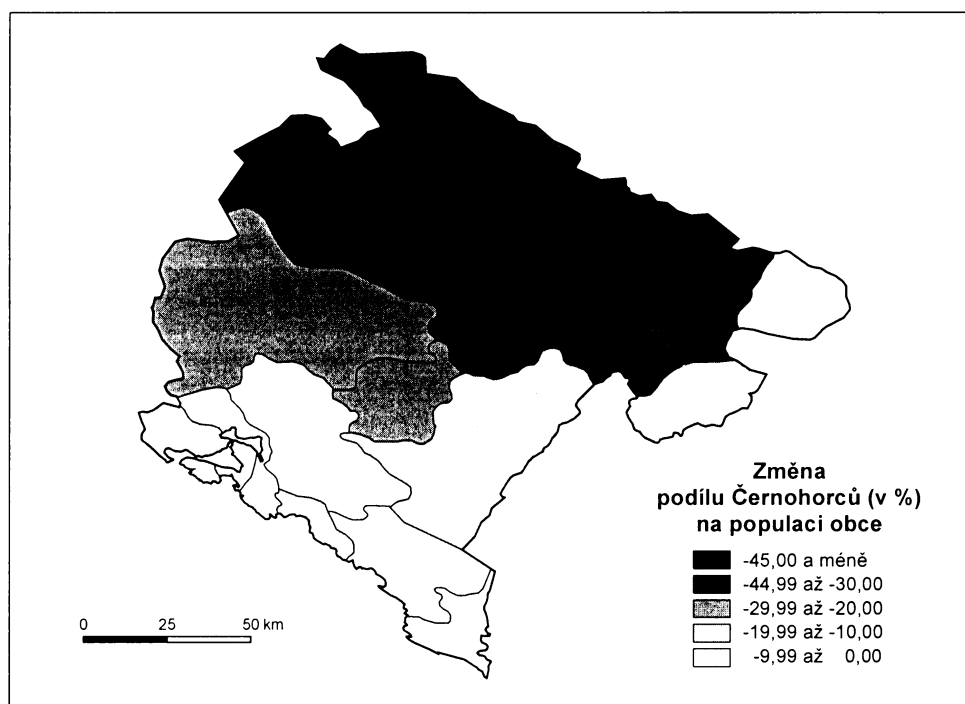 Změna
podílu Černohorců (v %)
na populaci obce
-45,00 a méně
-44,99 až -30,00
-29,99 až -20,00
-19,99 až -10,00
-9,99 až 0,00
0 25 50 km